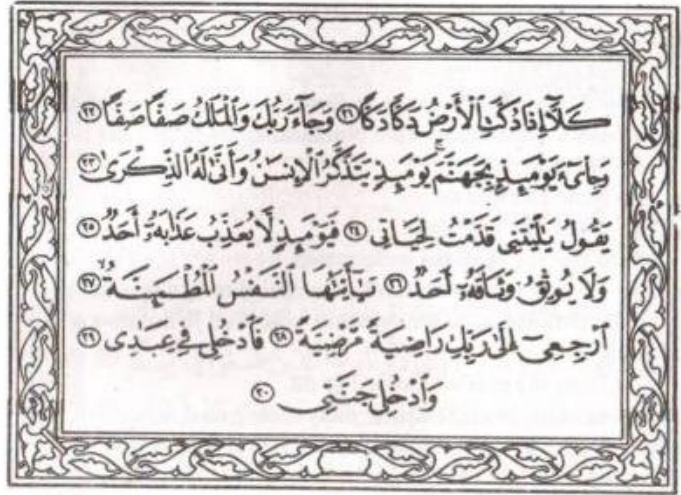 كَلَّآ إِذَا دُكَّتِ ٱلْأَرْضُ دَكًّا دَكًّا ٢١ وَجَآءَ رَبُّكَ وَٱلْمَلَكُ صَفًّا صَفًّا ٢٢
وَجِا۟ىٓءَ يَوْمَئِذٍۭ بِجَهَنَّمَ ۚ يَوْمَئِذٍ يَتَذَكَّرُ ٱلْإِنسَٰنُ وَأَنَّىٰ لَهُ ٱلذِّكْرَىٰ ٢٣
يَقُولُ يَٰلَيْتَنِى قَدَّمْتُ لِحَيَاتِى ٢٤ فَيَوْمَئِذٍ لَّا يُعَذِّبُ عَذَابَهُۥٓ أَحَدٌ ٢٥
وَلَا يُوثِقُ وَثَاقَهُۥٓ أَحَدٌ ٢٦ يَٰٓأَيَّتُهَا ٱلنَّفْسُ ٱلْمُطْمَئِنَّةُ ٢٧
ٱرْجِعِىٓ إِلَىٰ رَبِّكِ رَاضِيَةً مَّرْضِيَّةً ٢٨ فَٱدْخُلِى فِى عِبَٰدِى ٢٩
وَٱدْخُلِى جَنَّتِى ٣٠